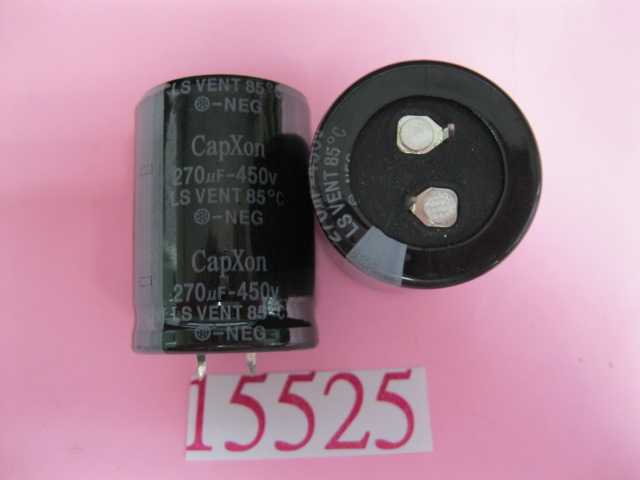 LS VENT 85°C
-NEG
CapXon
270µF-450v
LS VENT 85°C
-NEG
CapXon
270µF-450v
LS VENT 85°C
-NEG
LS VENT 85°C
15525